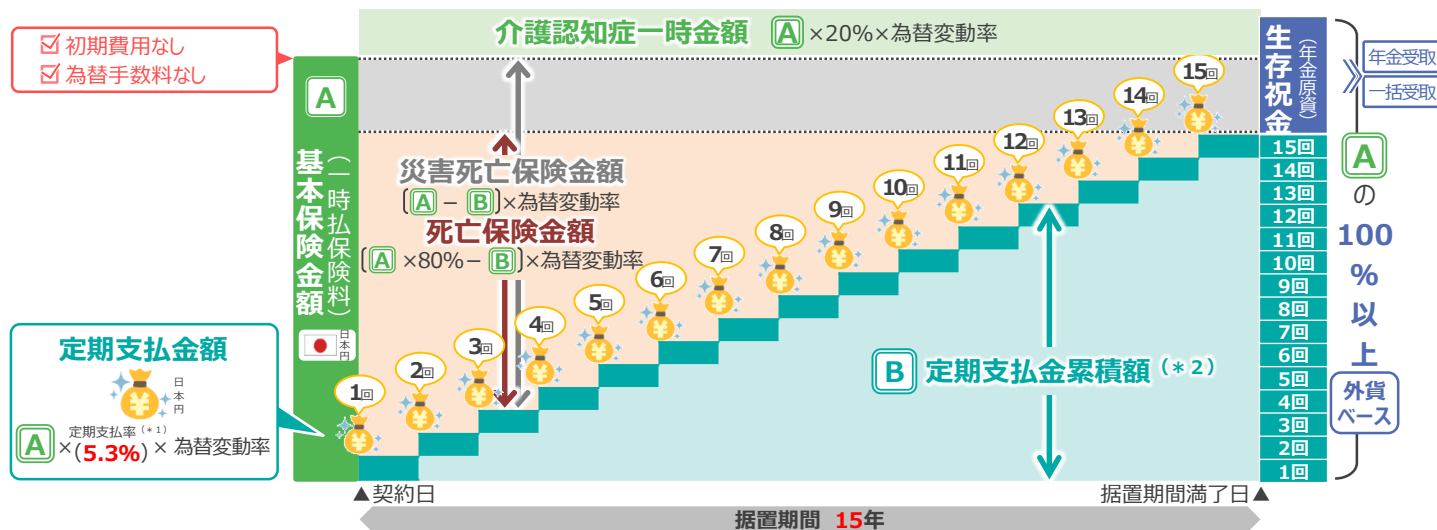 ☑ 初期費用なし
☑ 為替手数料なし
介護認知症一時金額 A×20%×為替変動率
A
基本保険金額
(一時払保険料)
日本円
定期支払金額
日本円
定期支払率(*1)
A×(5.3%)× 為替変動率
災害死亡保険金額
(A − B)×為替変動率
死亡保険金額
(A×80%− B)×為替変動率
1回
2回
3回
4回
5回
6回
7回
8回
9回
10回
11回
12回
13回
14回
15回
B 定期支払金累積額(*2)
生存祝金
(年金原資)
15回
14回
13回
12回
11回
10回
9回
8回
7回
6回
5回
4回
3回
2回
1回
年金受取
一括受取
A
の
100
%
以
上
外貨
ベース
▲契約日
据置期間満了日▲
据置期間 15年